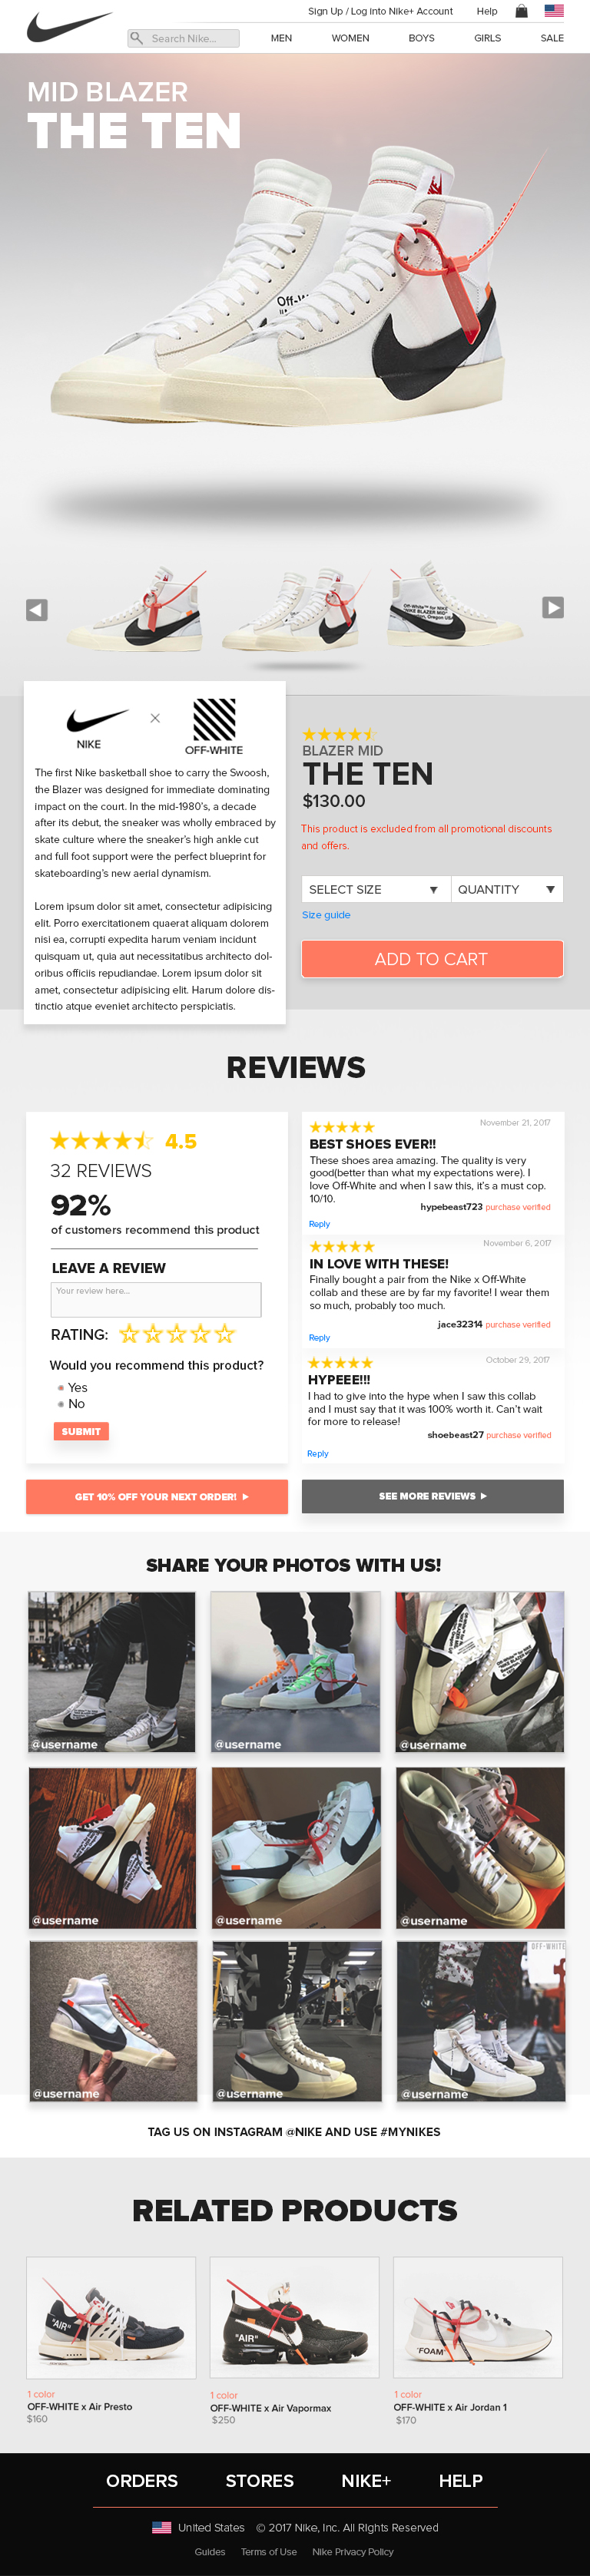 Sign Up / Log into Nike+ Account Help
Search Nike...
MEN WOMEN BOYS GIRLS SALE
MID BLAZER
THE TEN
Off-W
NIKE
OFF-WHITE
The first Nike basketball shoe to carry the Swoosh,
the Blazer was designed for immediate dominating
impact on the court. In the mid-1980's, a decade
after its debut, the sneaker was wholly embraced by
skate culture where the sneaker's high ankle cut
and full foot support were the perfect blueprint for
skateboarding's new aerial dynamism.
Lorem ipsum dolor sit amet, consectetur adipisicing
elit. Porro exercitationem quaerat aliquam dolorem
nisi ea, corrupti expedita harum veniam incidunt
quisquam ut, quia aut necessitatibus architecto dol-
oribus officiis repudiandae. Lorem ipsum dolor sit
amet, consectetur adipisicing elit. Harum dolore dis-
tinctio atque eveniet architecto perspiciatis.
BLAZER MID
THE TEN
$130.00
This product is excluded from all promotional discounts
and offers.
SELECT SIZE QUANTITY
Size guide
ADD TO CART
REVIEWS
4.5
32 REVIEWS
92%
of customers recommend this product
LEAVE A REVIEW
Your review here...
RATING:
Would you recommend this product?
Yes
No
SUBMIT
GET 10% OFF YOUR NEXT ORDER!
November 21, 2017
BEST SHOES EVER!!
These shoes area amazing. The quality is very
good(better than what my expectations were). I
love Off-White and when I saw this, it's a must cop.
10/10.
hypebeast723 purchase verified
Reply
November 6, 2017
IN LOVE WITH THESE!
Finally bought a pair from the Nike x Off-White
collab and these are by far my favorite! I wear them
so much, probably too much.
jace32314 purchase verified
Reply
October 29, 2017
HYPEEE!!!
I had to give into the hype when I saw this collab
and I must say that it was 100% worth it. Can't wait
for more to release!
shoebeast27 purchase verified
Reply
SEE MORE REVIEWS
SHARE YOUR PHOTOS WITH US!
@username
@username
@username
@username
@username
@username
OFF-WHITE
@username
@username
@username
TAG US ON INSTAGRAM @NIKE AND USE #MYNIKES
RELATED PRODUCTS
"AIR"
"AIR"
"FOAM"
1 color
OFF-WHITE x Air Presto
$160
1 color
OFF-WHITE x Air Vapormax
$250
1 color
OFF-WHITE x Air Jordan 1
$170
ORDERS STORES NIKE+ HELP
United States © 2017 Nike, Inc. All Rights Reserved
Guides Terms of Use Nike Privacy Policy